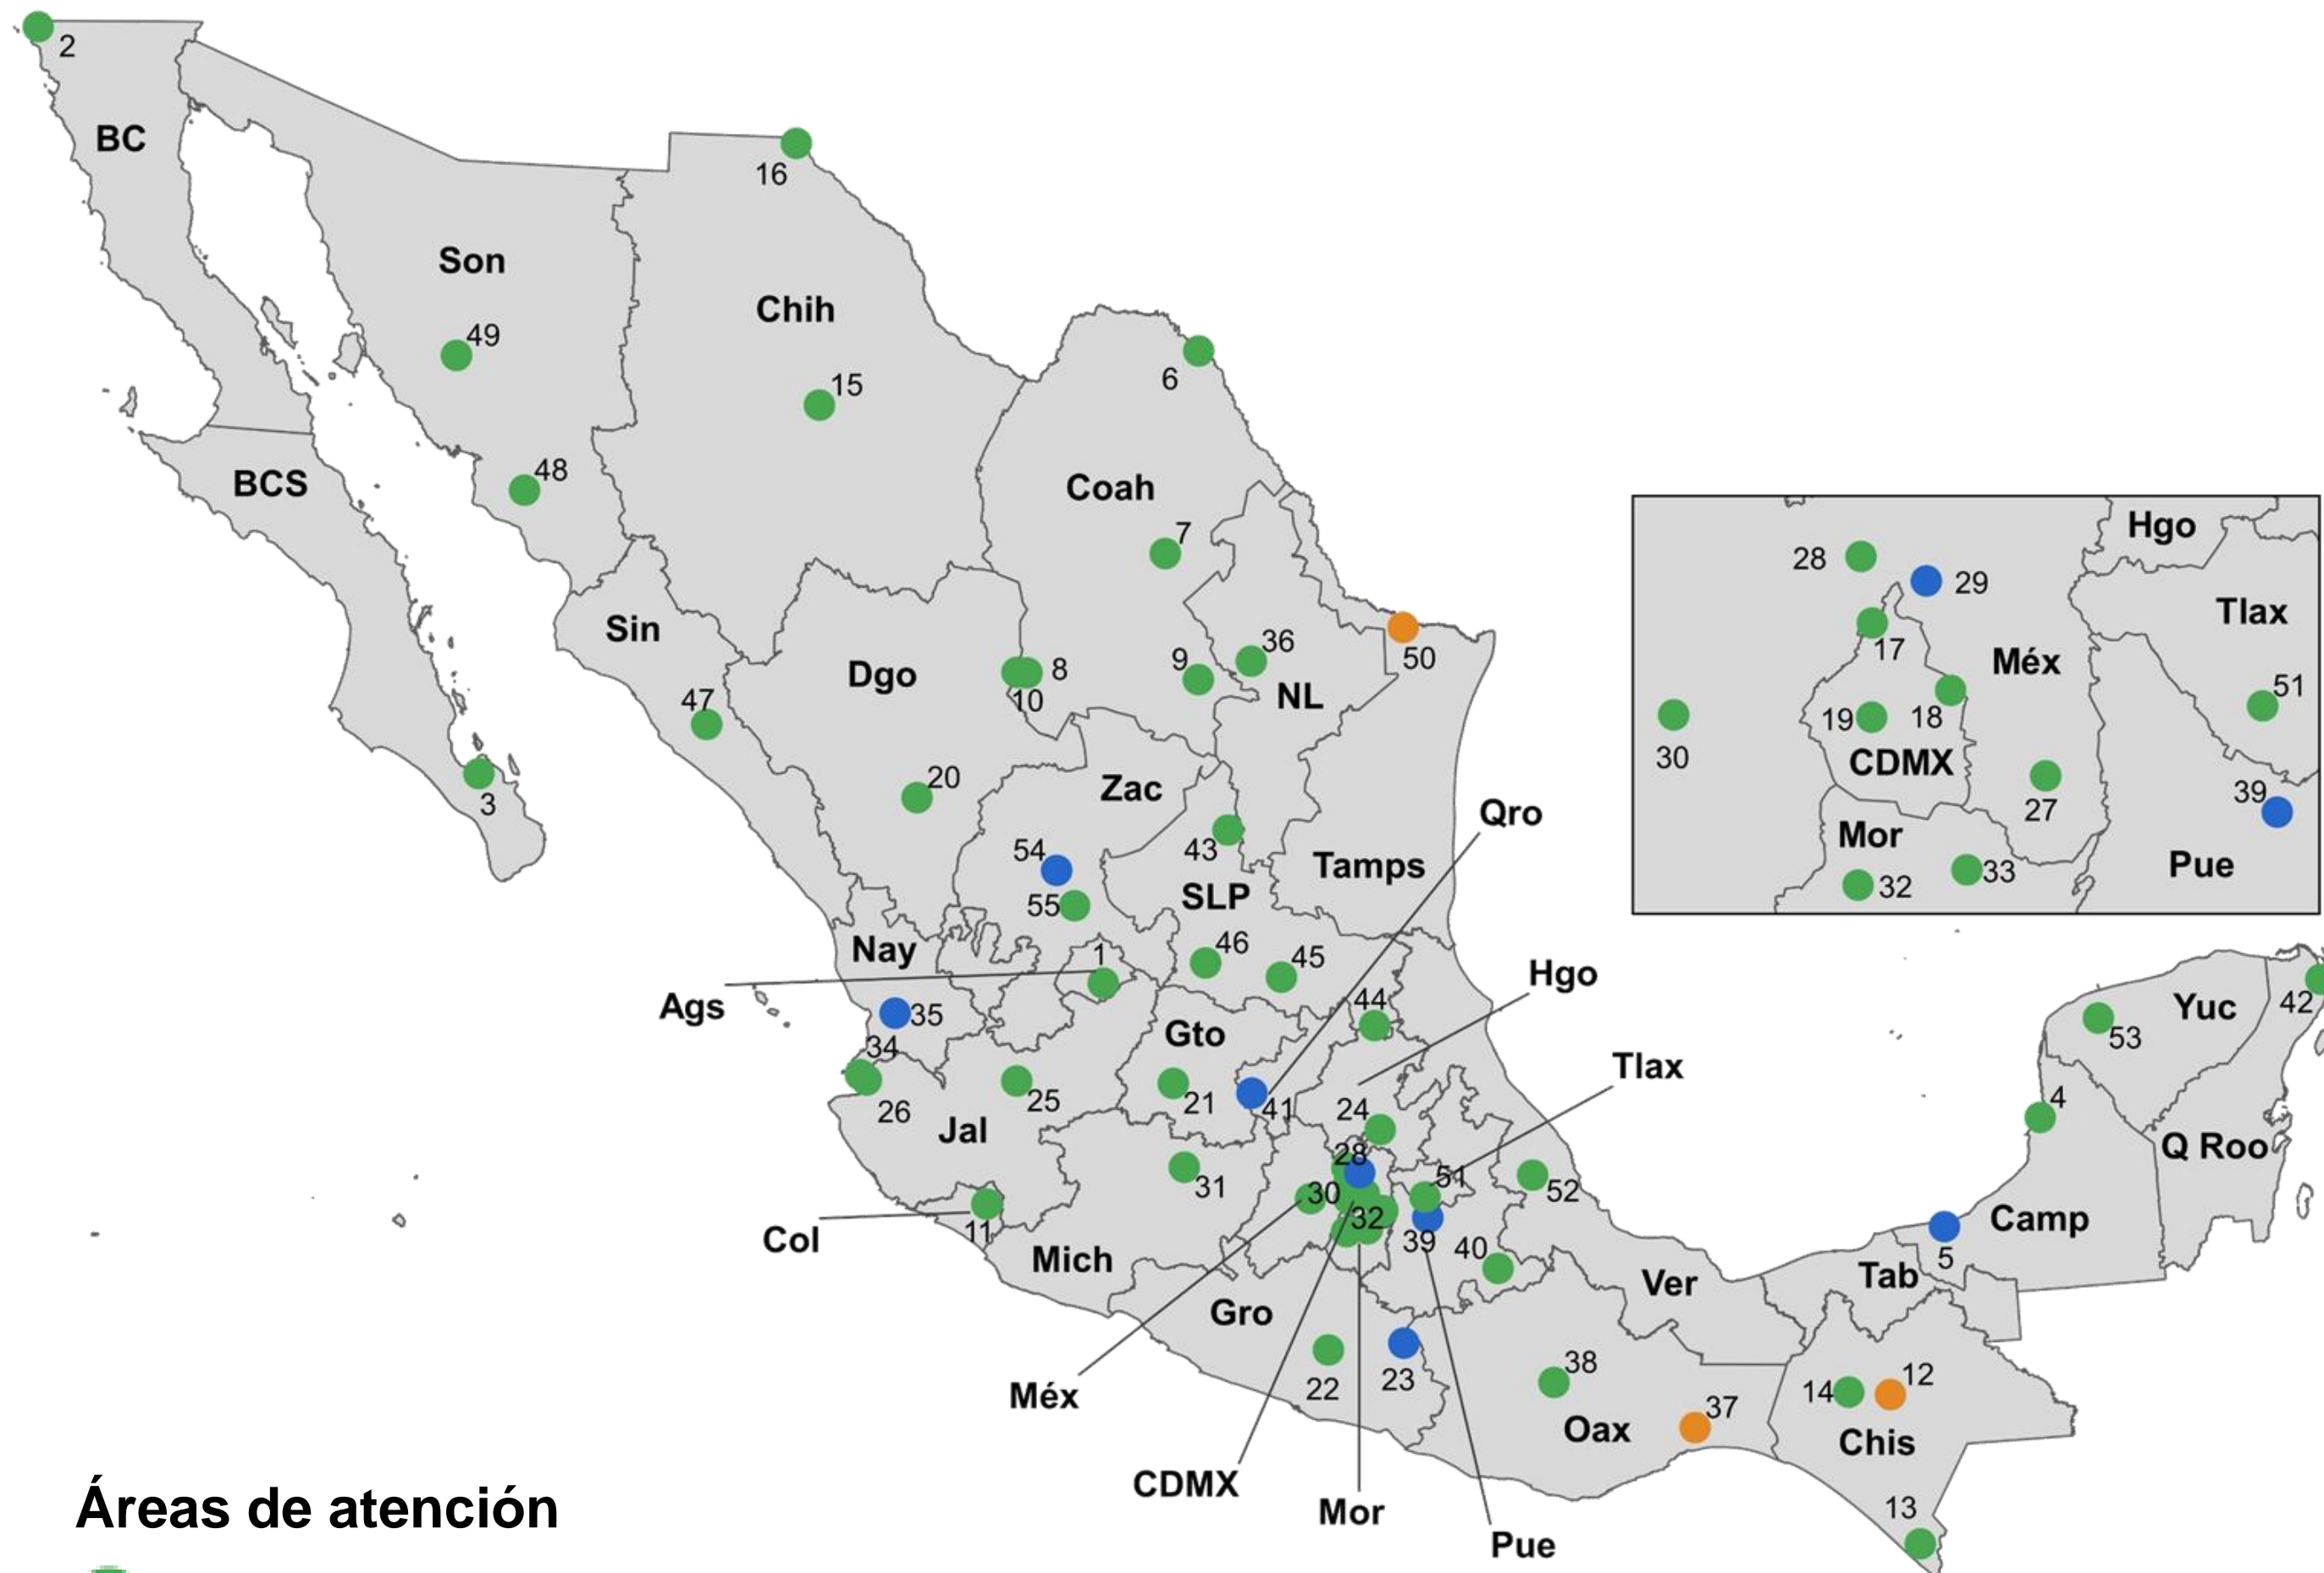 2
BC
16
Son
Chih
49
15
6
48
BCS
Coah
7
Sin
36
50
9
NL
8
10
Dgo
47
20
3
Zac
Qro
54
43
Tamps
55
SLP
Nay
1
46
45
Hgo
Ags
35
44
34
Gto
Tlax
26
25
21
41
24
Jal
28
51
31
30
52
32
Col
11
39
40
Mich
Gro
Ver
Méx
22
23
38
37
Oax
CDMX
Mor
Pue
Hgo
28
29
Tlax
17
Méx
51
19
18
30
CDMX
27
39
Mor
32
33
Pue
Yuc
42
53
4
Q Roo
Camp
5
Tab
14
12
Chis
13
Áreas de atención